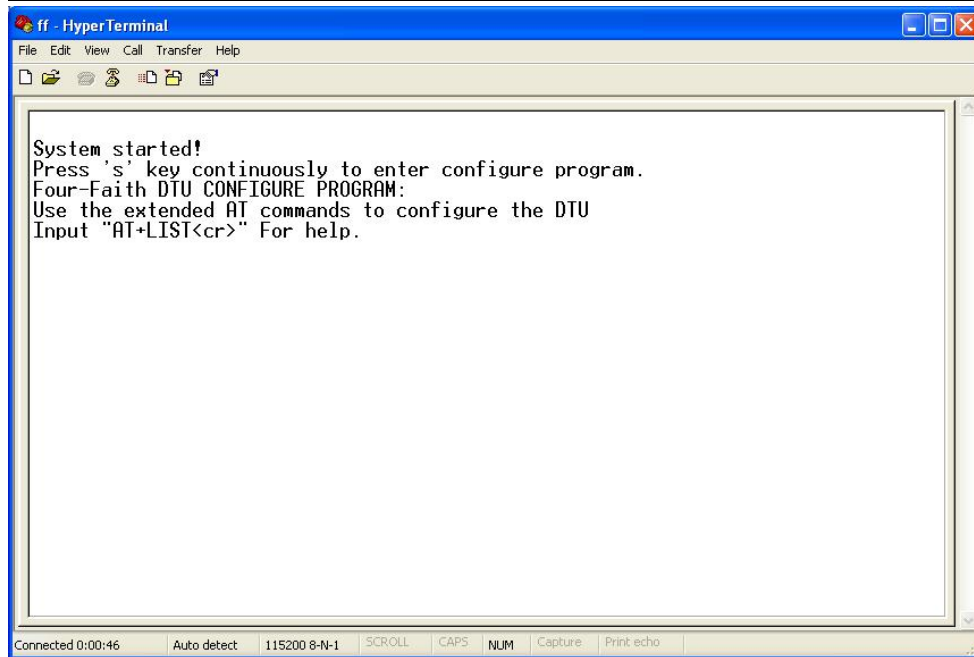 ff - HyperTerminal
File Edit View Call Transfer Help
System started!
Press 's' key continuously to enter configure program.
Four-Faith DTU CONFIGURE PROGRAM:
Use the extended AT commands to configure the DTU
Input "AT+LIST<cr>" For help.
Connected 0:00:46 Auto detect 115200 8-N-1 SCROLL CAPS NUM Capture Print echo